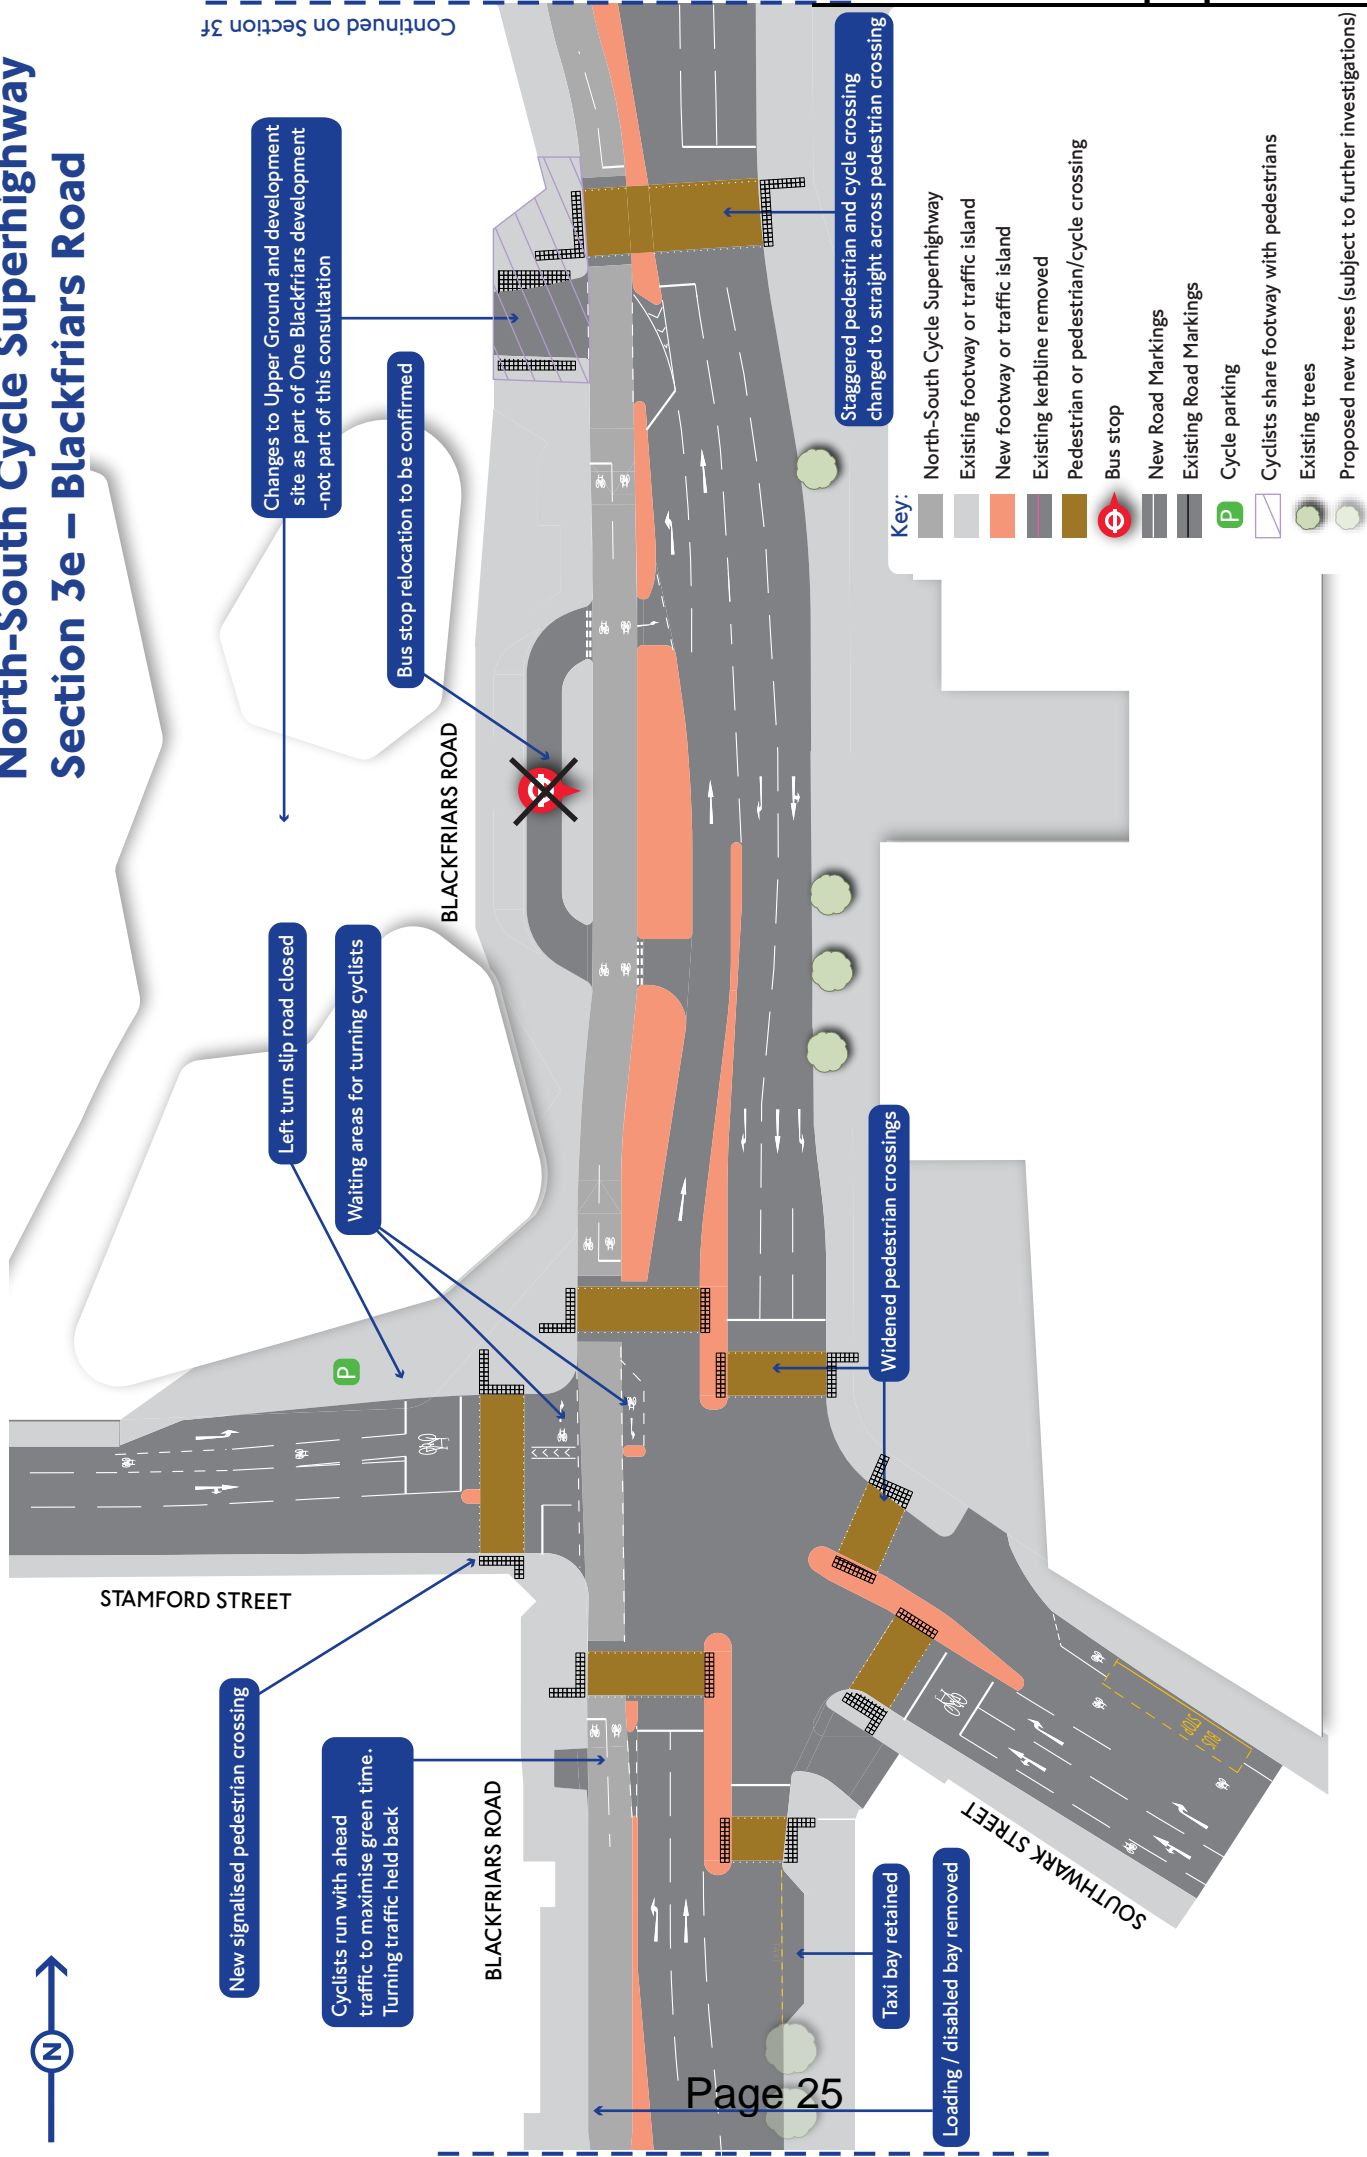 North-South Cycle Superhighway
Section 3e – Blackfriars Road
Continued on Section 3f
Changes to Upper Ground and development
site as part of One Blackfriars development
-not part of this consultation
Bus stop relocation to be confirmed
BLACKFRIARS ROAD
Left turn slip road closed
Waiting areas for turning cyclists
P
STAMFORD STREET
New signalised pedestrian crossing
Cyclists run with ahead
traffic to maximise green time.
Turning traffic held back
BLACKFRIARS ROAD
N
Staggered pedestrian and cycle crossing
changed to straight across pedestrian crossing
Widened pedestrian crossings
SOUTHWARK STREET
Taxi bay retained
Loading / disabled bay removed
Key:
North-South Cycle Superhighway
Existing footway or traffic island
New footway or traffic island
Existing kerbline removed
Pedestrian or pedestrian/cycle crossing
Bus stop
New Road Markings
Existing Road Markings
P
Cycle parking
Cyclists share footway with pedestrians
Existing trees
Proposed new trees (subject to further investigations)
Page 25